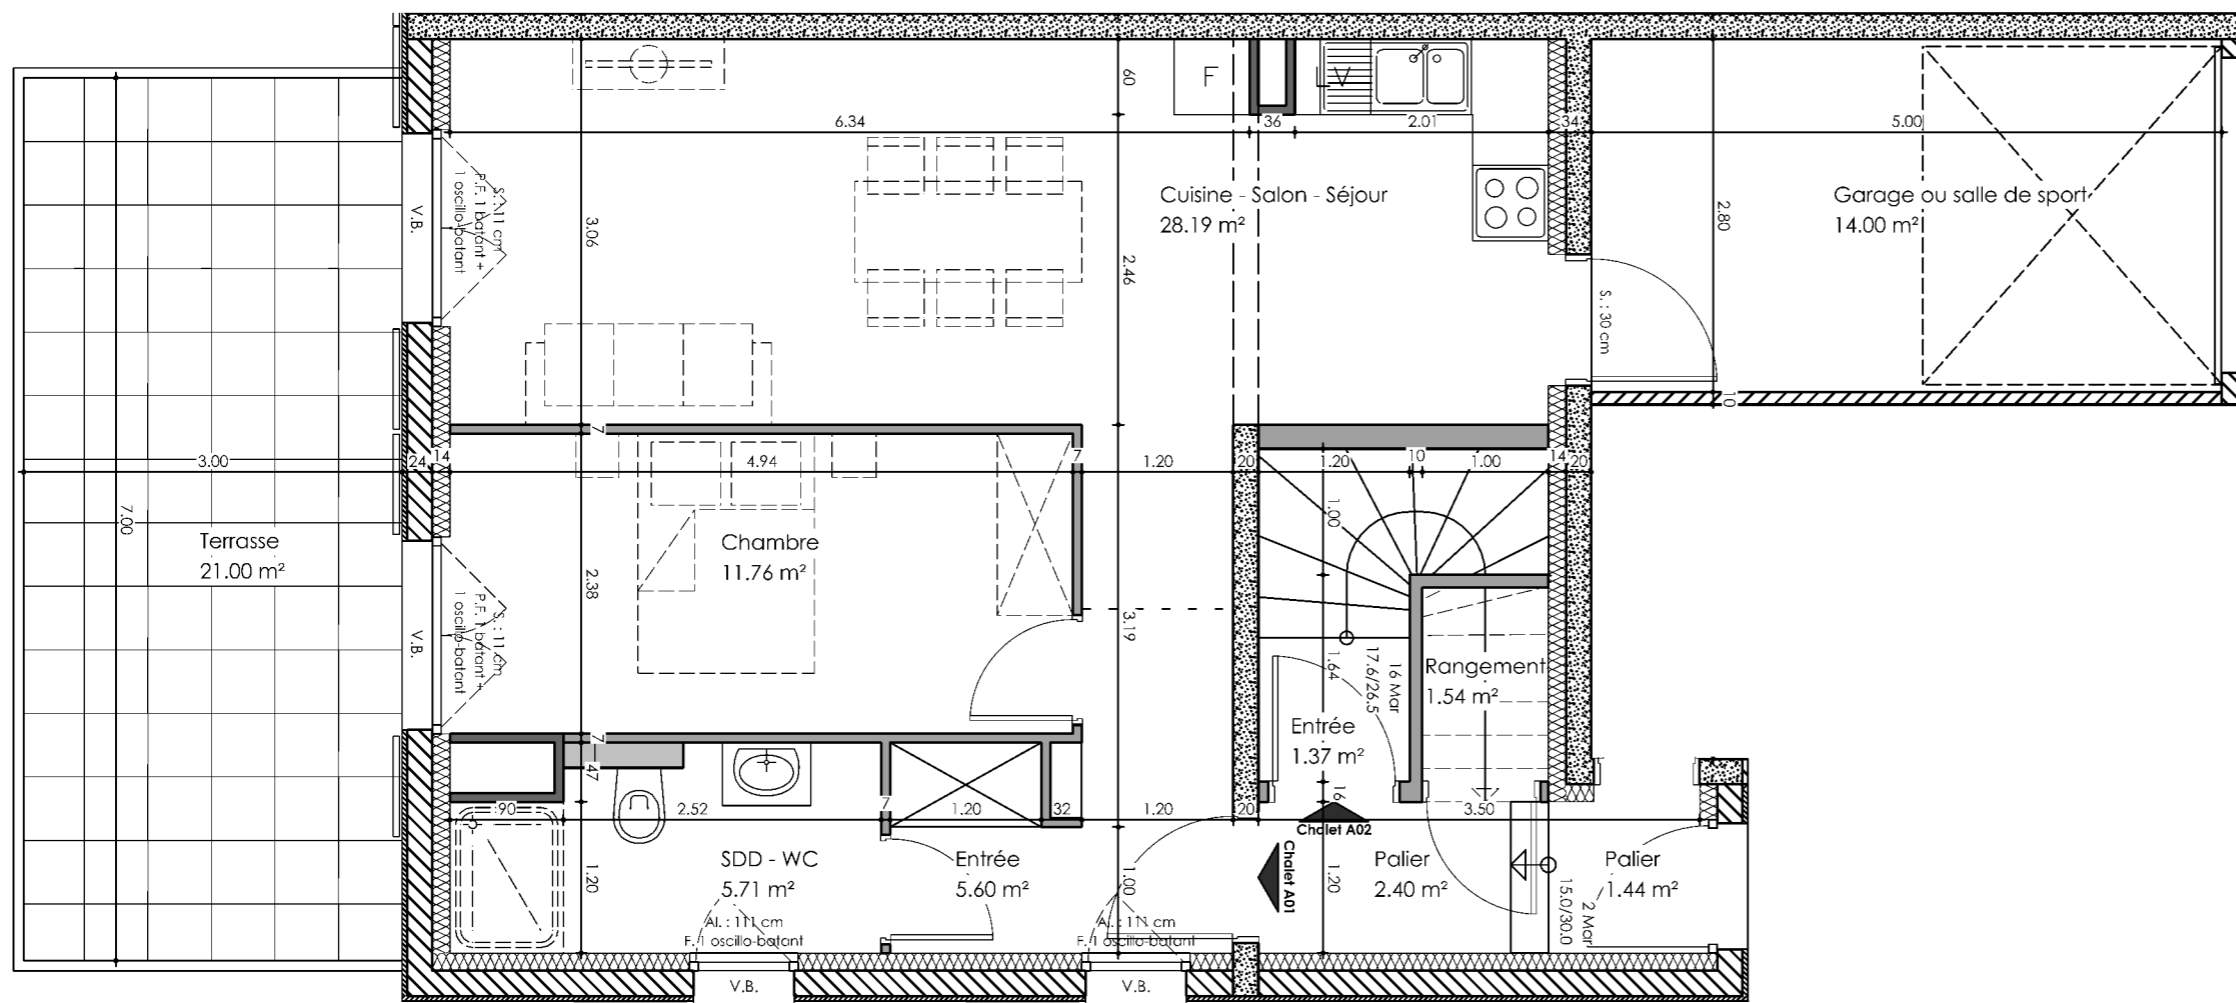 F
LV
60
6.34
36
2.01
34
5.00
S. : 11 cm
P.F. 1 batant +
1 oscillo-batant
V.B.
3.06
Cuisine - Salon - Séjour
28.19 m²
2.46
Garage ou salle de sport
14.00 m²
2.80
S. : 30 cm
10
7
3.00
24
14
4.94
7
1.20
20
1.20
10
1.00
14
20
7.00
Terrasse
21.00 m²
Chambre
11.76 m²
2.38
1.00
S. : 11 cm
P.F. 1 batant +
1 oscillo-batant
V.B.
3.19
1.64
16 Mar
17.6/26.5
Rangement
1.54 m²
Entrée
1.37 m²
7
47
16
90
2.52
7
1.20
32
1.20
20
3.50
Chalet A02
SDD - WC
5.71 m²
Entrée
5.60 m²
Chalet A01
Palier
2.40 m²
Palier
1.44 m²
1.20
1.00
1.20
2 Mar
15.0/30.0
Al. : 111 cm
F. 1 oscillo-batant
Al. : 111 cm
F. 1 oscillo-batant
V.B.
V.B.